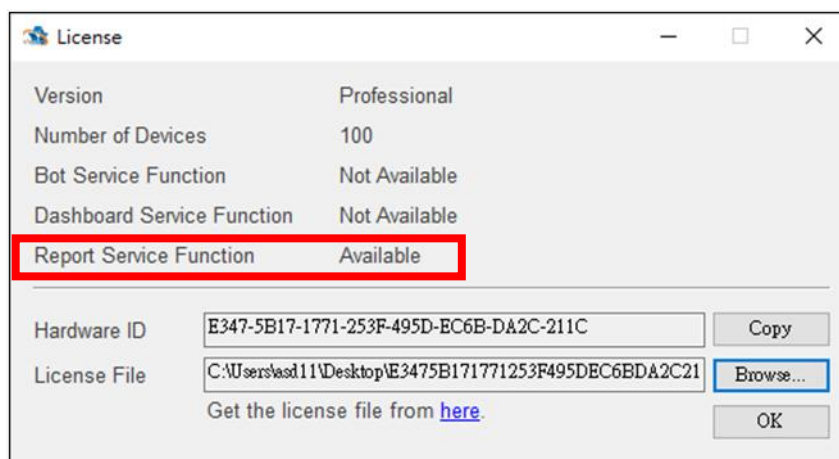 License
Version Professional
Number of Devices 100
Bot Service Function Not Available
Dashboard Service Function Not Available
Report Service Function Available
Hardware ID E347-5B17-1771-253F-495D-EC6B-DA2C-211C Copy
License File C:\Users\asd11\Desktop\E3475B171771253F495DEC6BDA2C21 Browse...
Get the license file from here.
OK